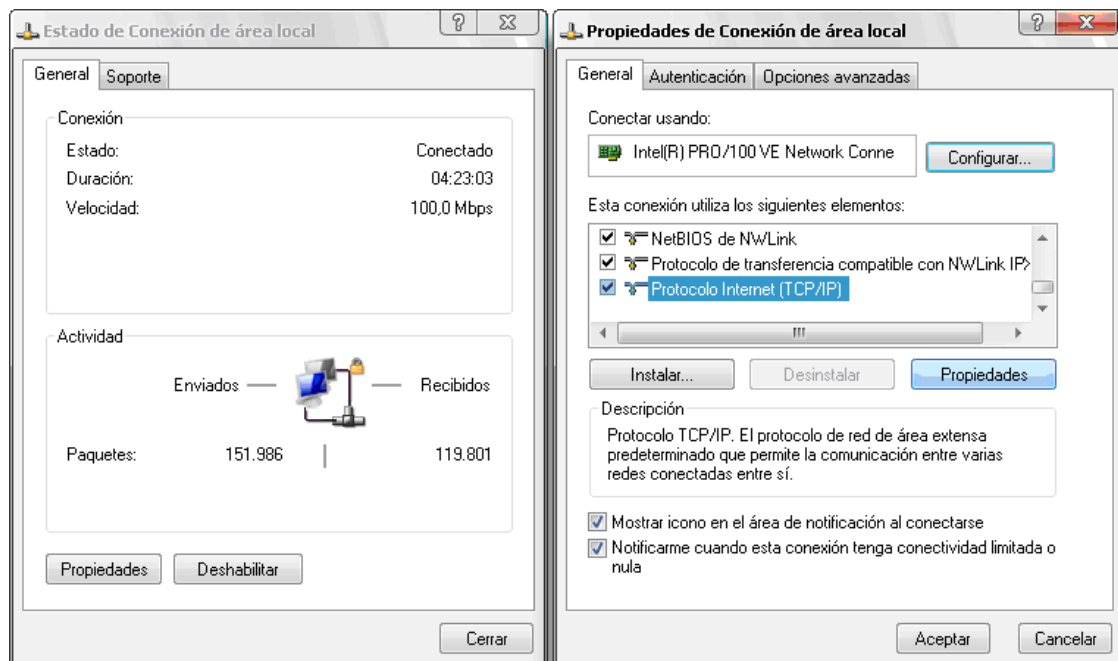 Estado de Conexión de área local
General
Soporte
Conexión
Estado: Conectado
Duración: 04:23:03
Velocidad: 100,0 Mbps
Actividad
Enviados
Recibidos
Paquetes: 151.986 119.801
Propiedades
Deshabilitar
Cerrar
Propiedades de Conexión de área local
General
Autenticación
Opciones avanzadas
Conectar usando:
Intel(R) PRO/100 VE Network Conne
Configurar...
Esta conexión utiliza los siguientes elementos:
NetBIOS de NWLink
Protocolo de transferencia compatible con NWLink IP
Protocolo Internet (TCP/IP)
Instalar...
Desinstalar
Propiedades
Descripción
Protocolo TCP/IP. El protocolo de red de área extensa
predeterminado que permite la comunicación entre varias
redes conectadas entre sí.
Mostrar icono en el área de notificación al conectarse
Notificarme cuando esta conexión tenga conectividad limitada o
nula
Aceptar
Cancelar